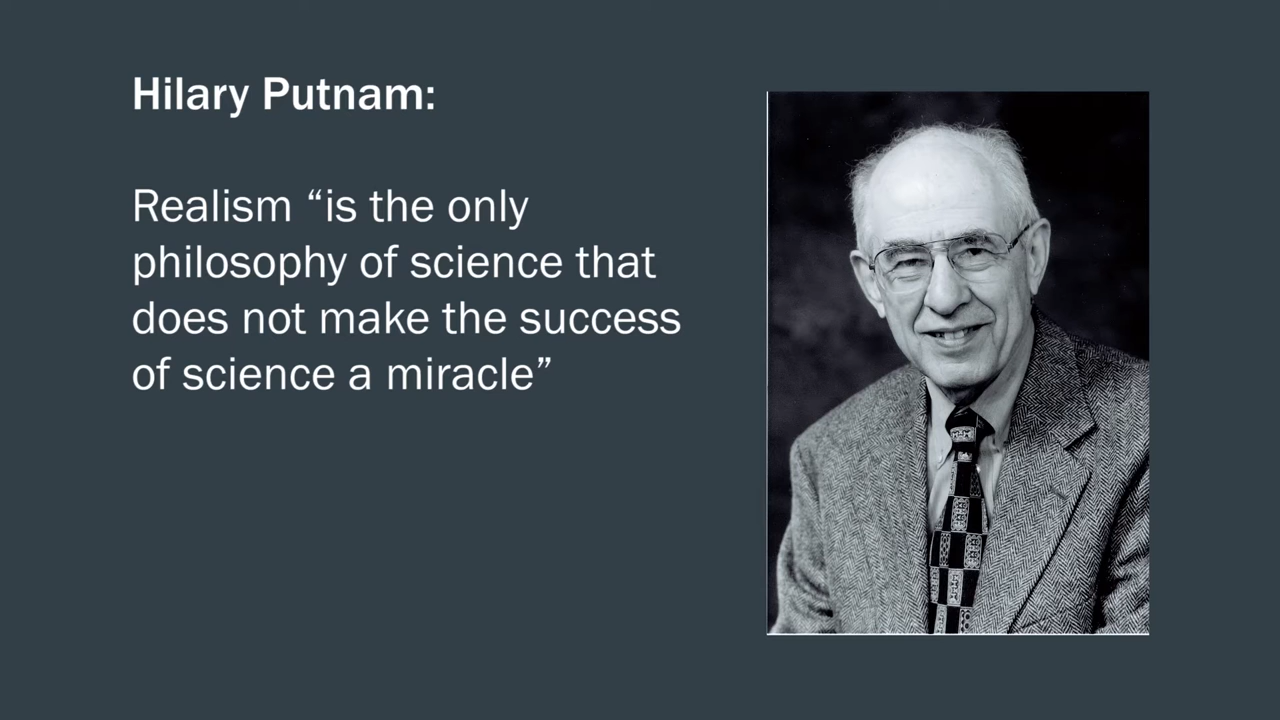 Hilary Putnam:
Realism “is the only
philosophy of science that
does not make the success
of science a miracle”